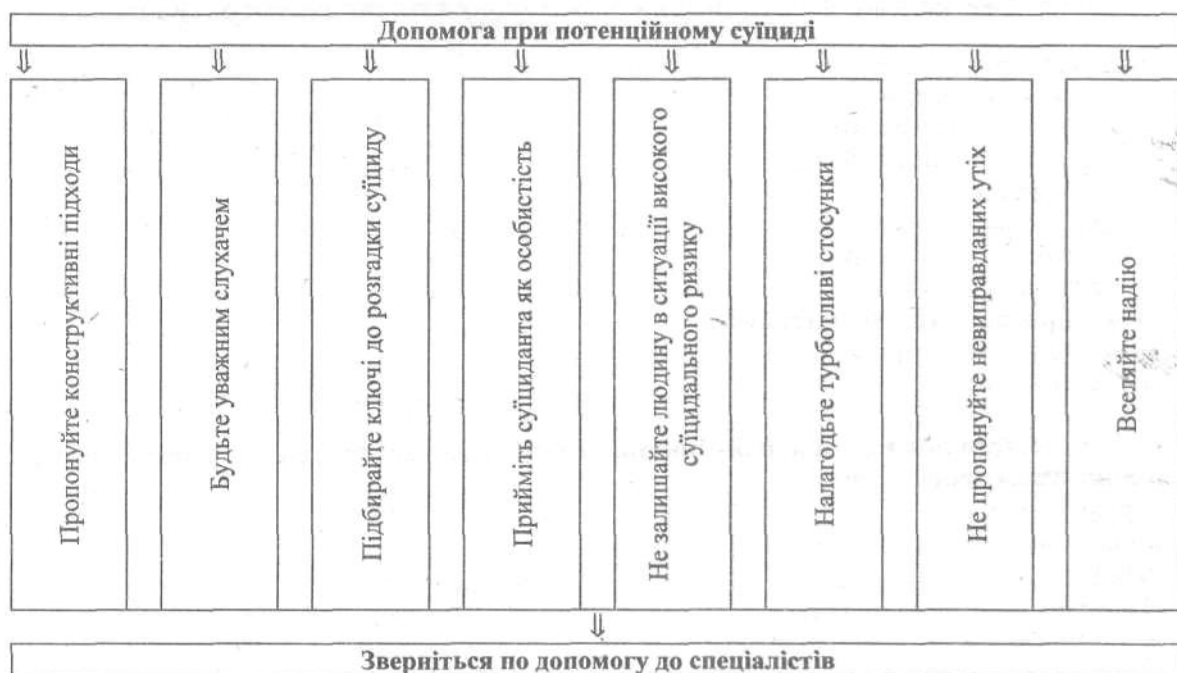 Допомога при потенційному суїциді
Пропонуйте конструктивні підходи
Будьте уважним слухачем
Підбирайте ключі до розгадки суїциду
Прийміть суїциданта як особистість
Не залишайте людину в ситуації високого
суїцидального ризику
Налагодьте турботливі стосунки
Не пропонуйте невиправданих утіх
Вселяйте надію
Зверніться по допомогу до спеціалістів